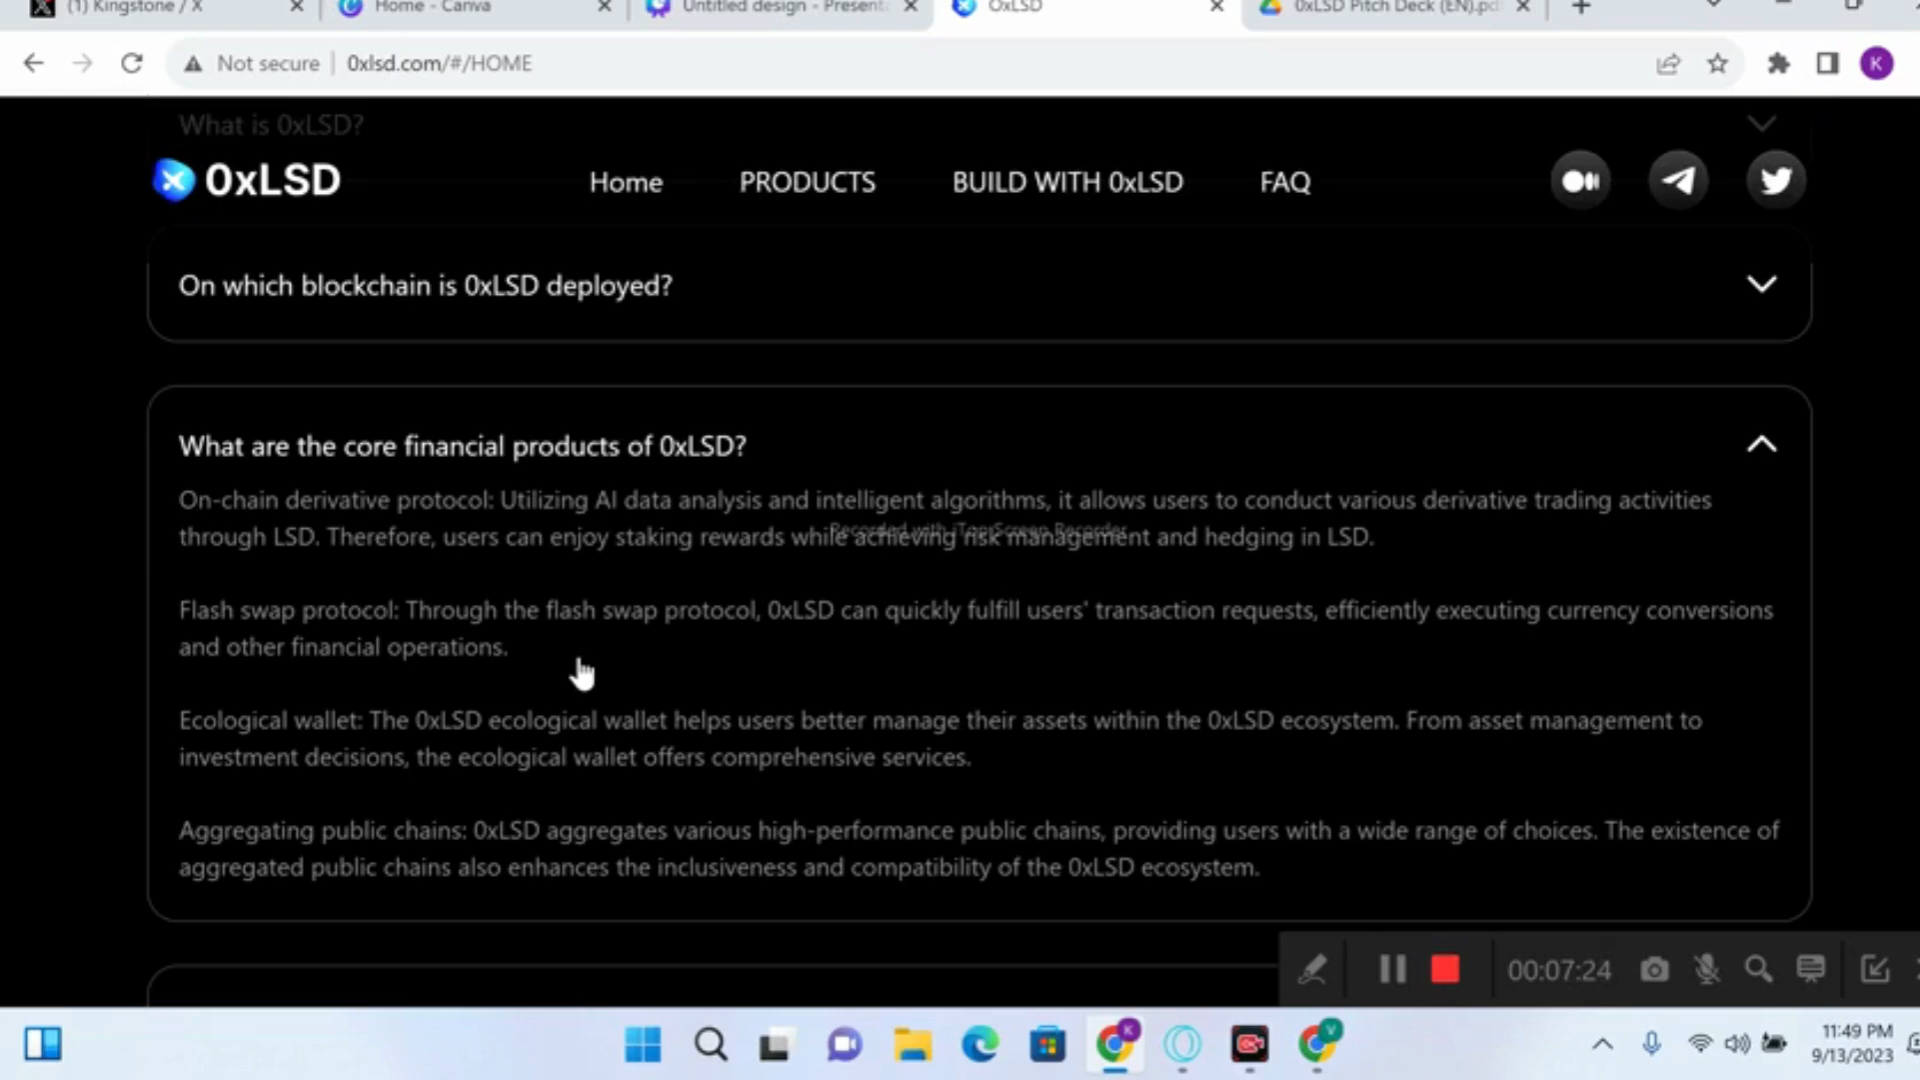 (1) Kingstone / X
Home - Canva
Untitled design - Present
OxLSD
0xLSD Pitch Deck (EN).pd
Not secure
0xlsd.com/#/HOME
K
What is 0xLSD?
0xLSD
Home
PRODUCTS
BUILD WITH 0xLSD
FAQ
On which blockchain is 0xLSD deployed?
What are the core financial products of 0xLSD?
On-chain derivative protocol: Utilizing AI data analysis and intelligent algorithms, it allows users to conduct various derivative trading activities
through LSD. Therefore, users can enjoy staking rewards while achieving risk management and hedging in LSD.
Recorded with iTop Screen Recorder
Flash swap protocol: Through the flash swap protocol, 0xLSD can quickly fulfill users' transaction requests, efficiently executing currency conversions
and other financial operations.
Ecological wallet: The 0xLSD ecological wallet helps users better manage their assets within the 0xLSD ecosystem. From asset management to
investment decisions, the ecological wallet offers comprehensive services.
Aggregating public chains: 0xLSD aggregates various high-performance public chains, providing users with a wide range of choices. The existence of
aggregated public chains also enhances the inclusiveness and compatibility of the 0xLSD ecosystem.
00:07:24
K
V
11:49 PM
9/13/2023